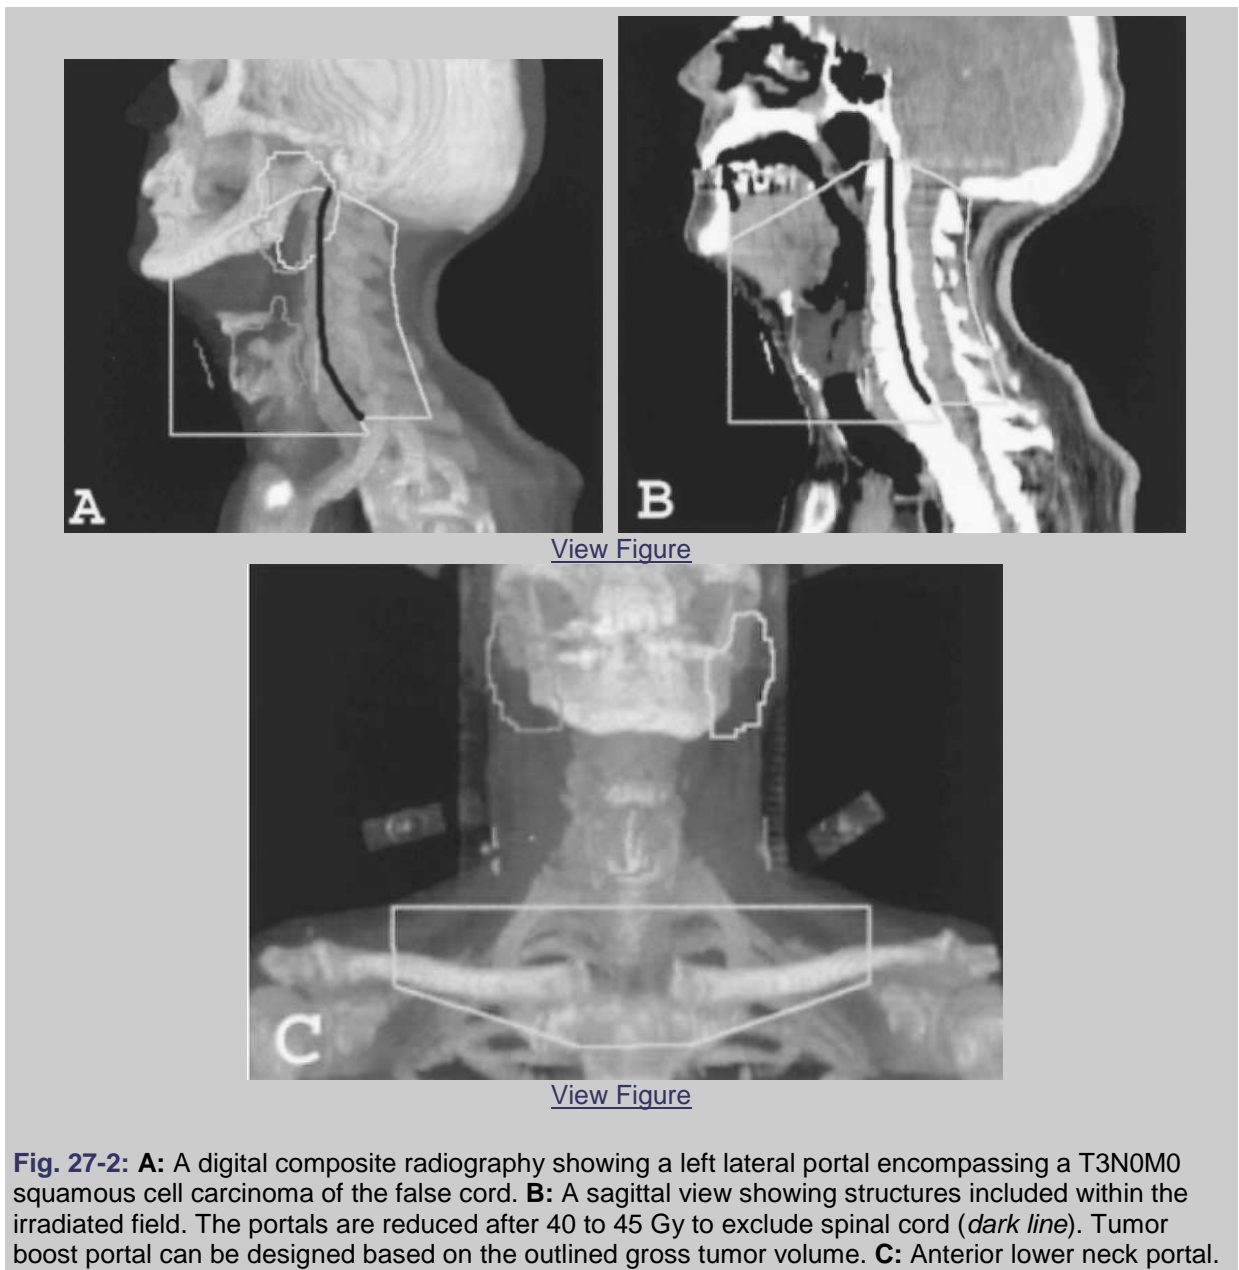 A
B
View Figure
C
View Figure
Fig. 27-2: A: A digital composite radiography showing a left lateral portal encompassing a T3N0M0
squamous cell carcinoma of the false cord. B: A sagittal view showing structures included within the
irradiated field. The portals are reduced after 40 to 45 Gy to exclude spinal cord (dark line). Tumor
boost portal can be designed based on the outlined gross tumor volume. C: Anterior lower neck portal.